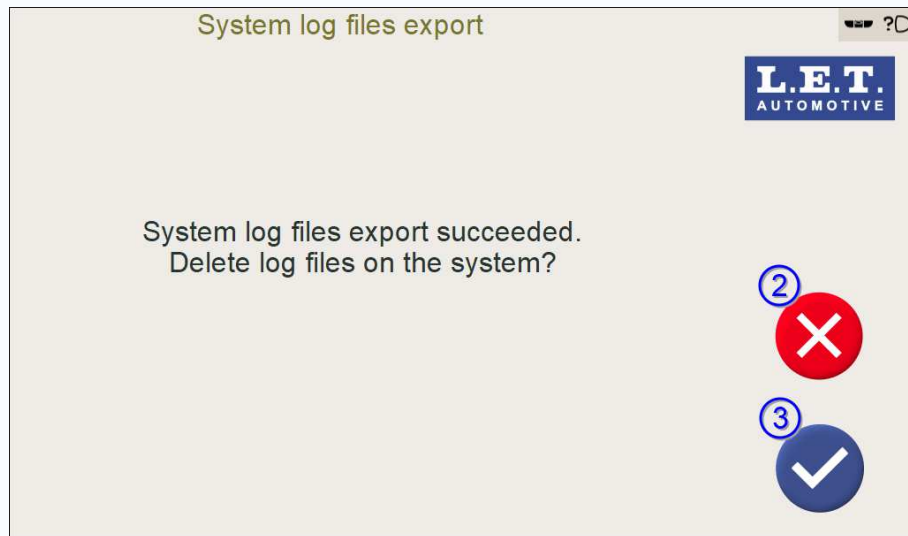 System log files export
?
L.E.T.
AUTOMOTIVE
System log files export succeeded.
Delete log files on the system?
2
3